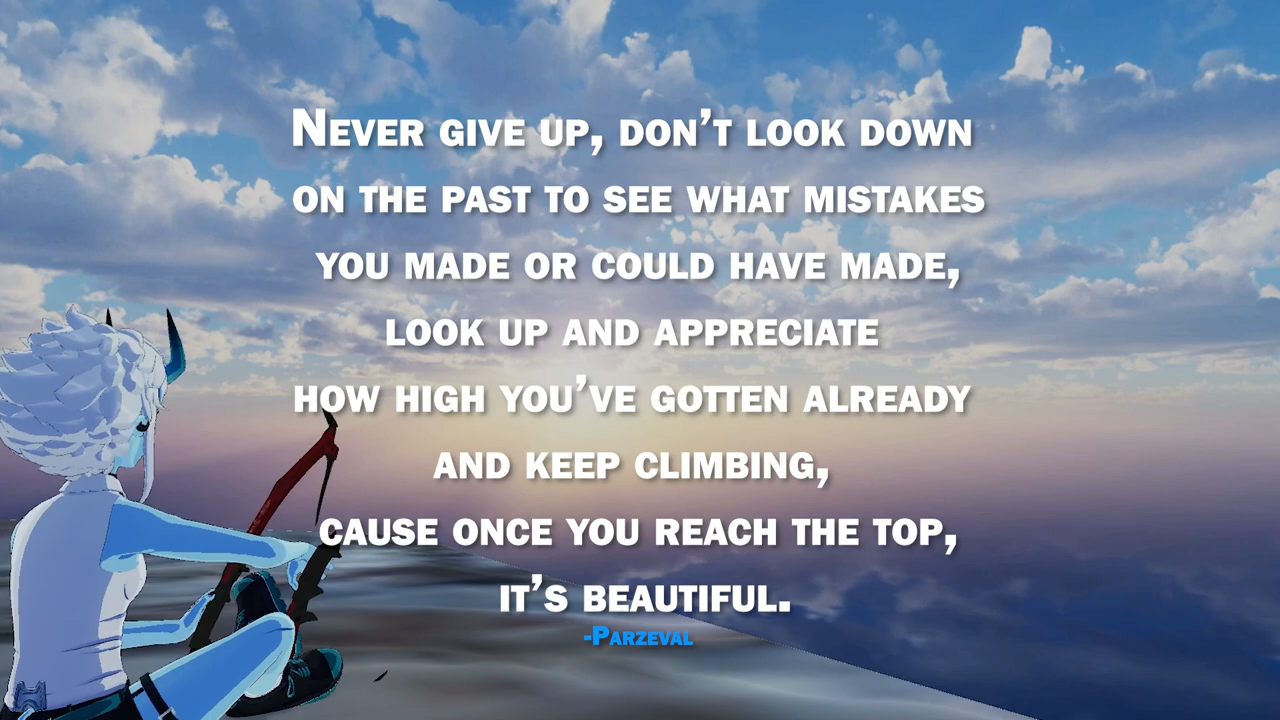 Never give up, don't look down
on the past to see what mistakes
you made or could have made,
look up and appreciate
how high you've gotten already
and keep climbing,
cause once you reach the top,
it's beautiful.
-Parzeval